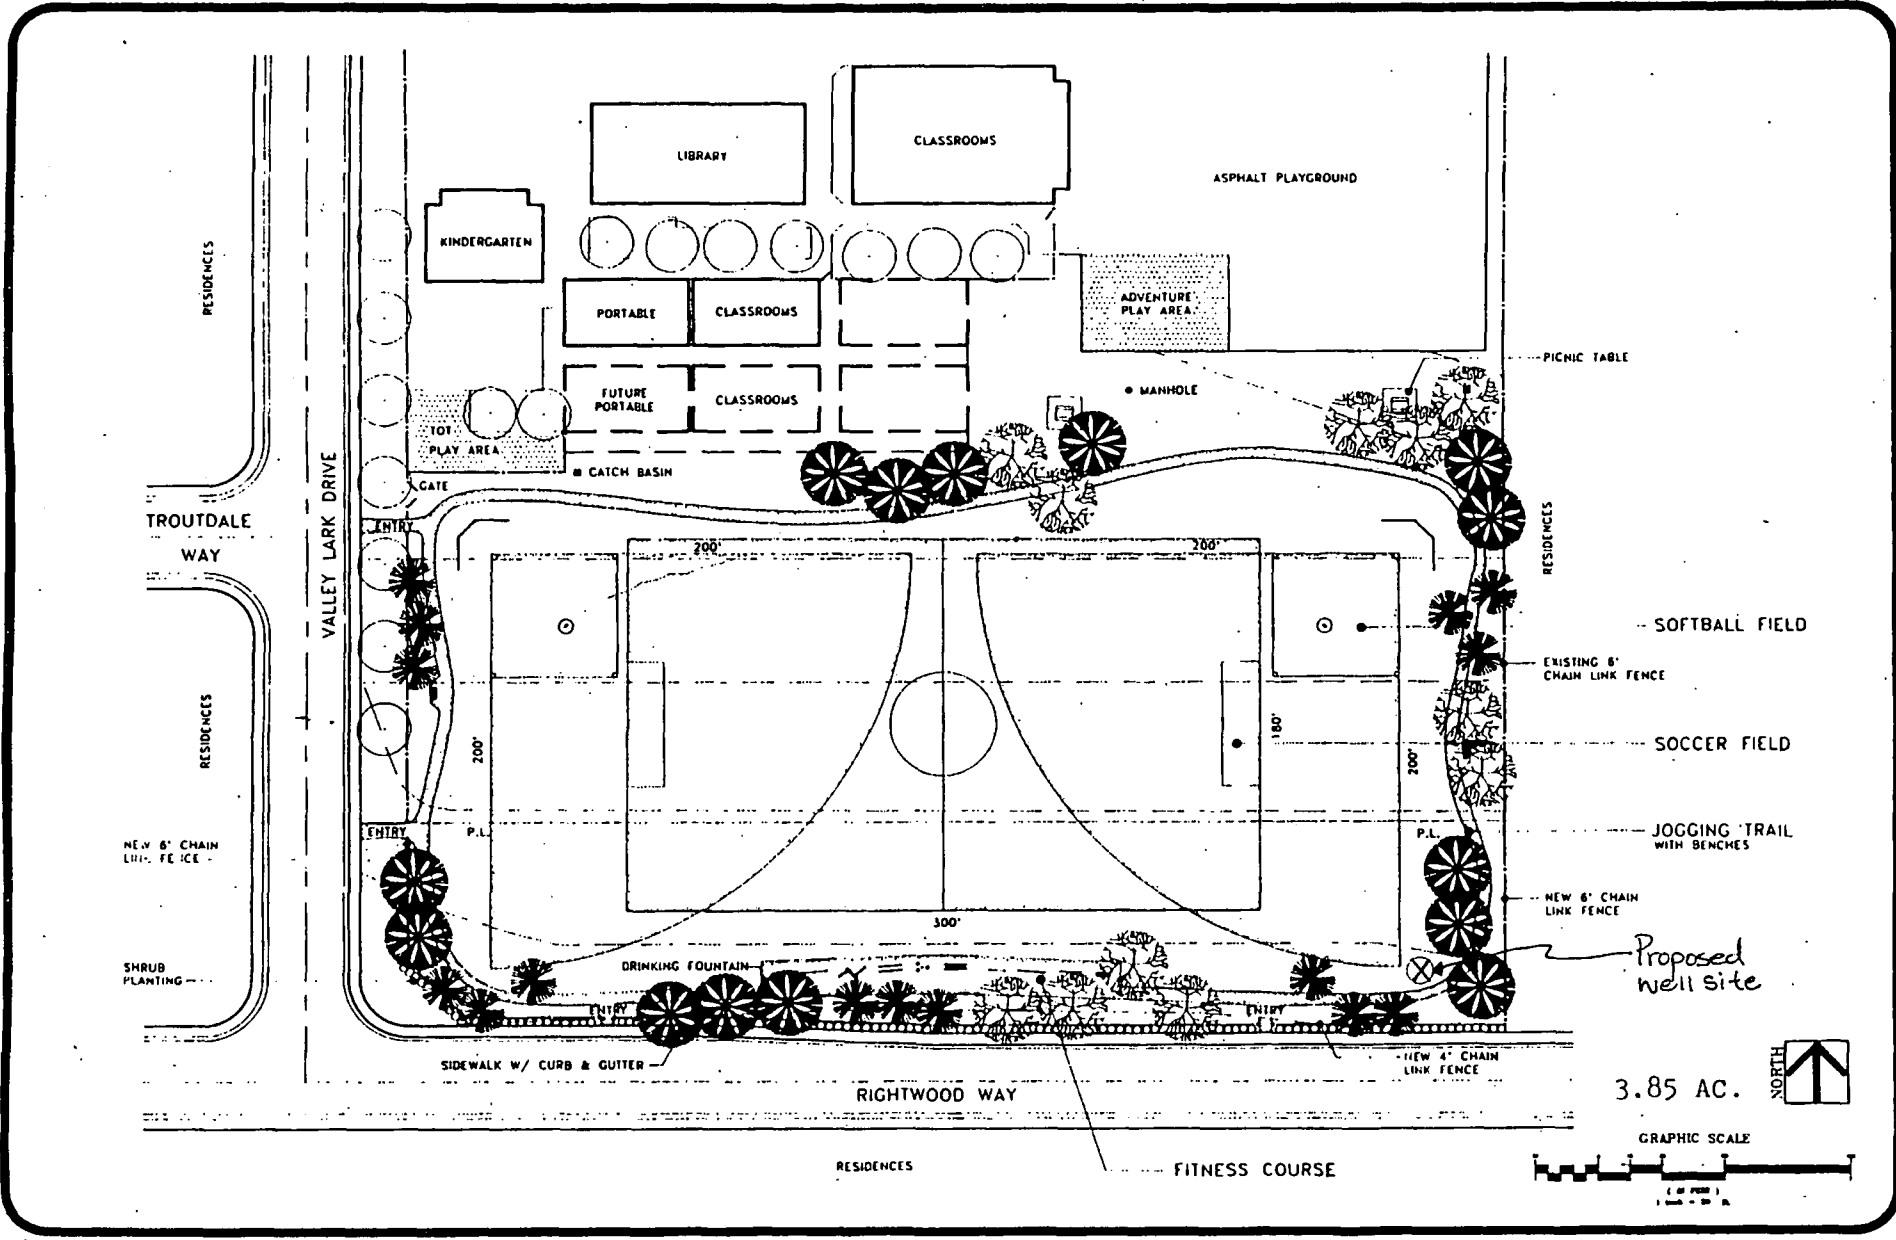 CLASSROOMS
LIBRARY
ASPHALT PLAYGROUND
KINDERGARTEN
RESIDENCES
PORTABLE
CLASSROOMS
ADVENTURE
PLAY AREA
PICNIC TABLE
MANHOLE
FUTURE
PORTABLE
CLASSROOMS
TOT
PLAY AREA
CATCH BASIN
GATE
TROUTDALE
WAY
VALLEY LARK DRIVE
ENTRY
RESIDENCES
200'
200'
SOFTBALL FIELD
EXISTING 6'
CHAIN LINK FENCE
RESIDENCES
200'
180'
200'
SOCCER FIELD
ENTRY
P.L.
P.L.
JOGGING TRAIL
WITH BENCHES
NEW 6' CHAIN
NEW 6' CHAIN
LINK FENCE
300'
Proposed
well site
SHRUB
PLANTING
DRINKING FOUNTAIN
ENTRY
ENTRY
SIDEWALK W/ CURB & GUTTER
NEW 4' CHAIN
LINK FENCE
RIGHTWOOD WAY
3.85 AC.
NORTH
GRAPHIC SCALE
RESIDENCES
FITNESS COURSE